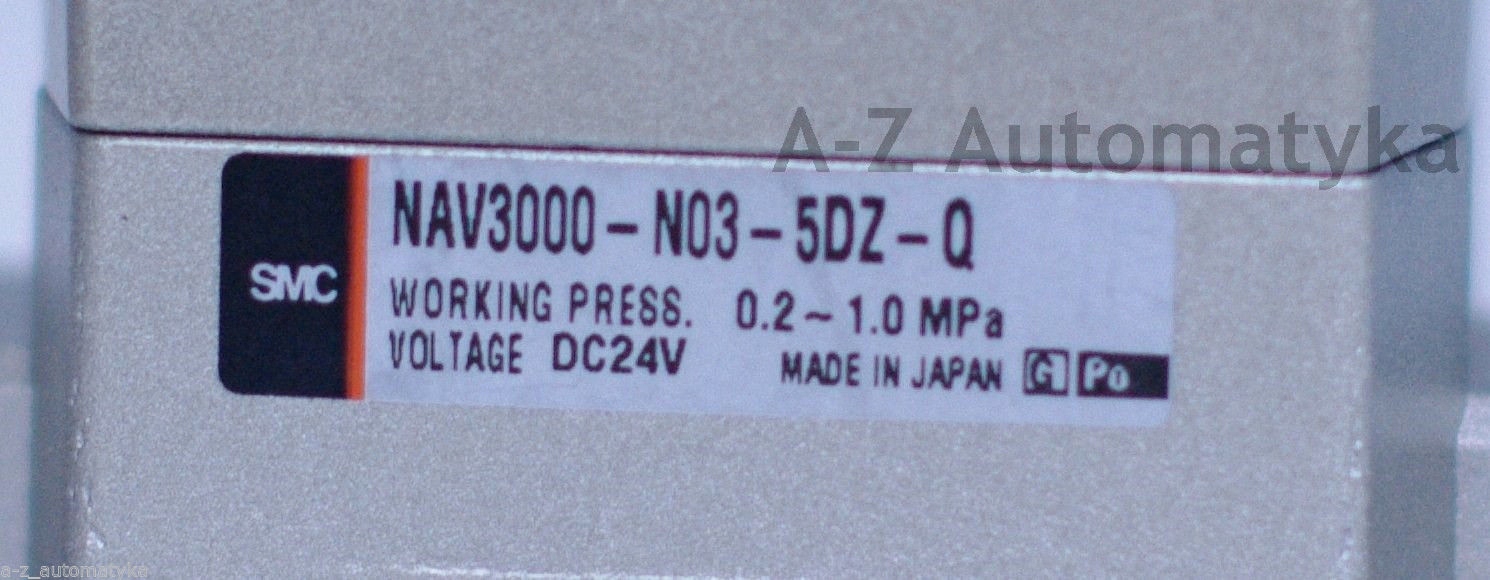 A-Z Automatyka
NAV3000-N03-5DZ-Q
SMC
WORKING PRESS. 0.2~1.0 MPa
VOLTAGE DC24V
MADE IN JAPAN G Po
a-z_automatyka